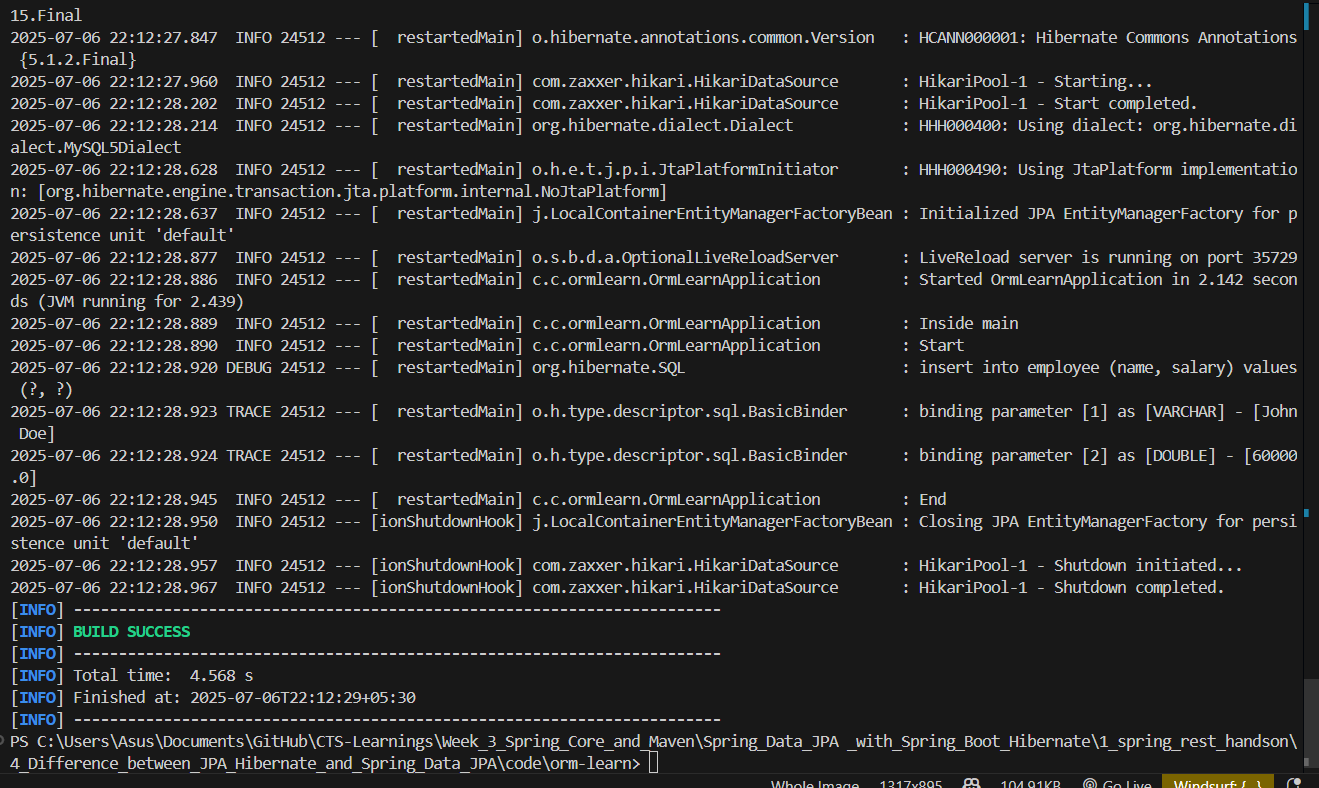 15.Final
2025-07-06 22:12:27.847  INFO 24512 --- [  restartedMain] o.hibernate.annotations.common.Version   : HCANN000001: Hibernate Commons Annotations
 {5.1.2.Final}
2025-07-06 22:12:27.960  INFO 24512 --- [  restartedMain] com.zaxxer.hikari.HikariDataSource       : HikariPool-1 - Starting...
2025-07-06 22:12:28.202  INFO 24512 --- [  restartedMain] com.zaxxer.hikari.HikariDataSource       : HikariPool-1 - Start completed.
2025-07-06 22:12:28.214  INFO 24512 --- [  restartedMain] org.hibernate.dialect.Dialect            : HHH000400: Using dialect: org.hibernate.di
alect.MySQL5Dialect
2025-07-06 22:12:28.628  INFO 24512 --- [  restartedMain] o.h.e.t.j.p.i.JtaPlatformInitiator       : HHH000490: Using JtaPlatform implementatio
n: [org.hibernate.engine.transaction.jta.platform.internal.NoJtaPlatform]
2025-07-06 22:12:28.637  INFO 24512 --- [  restartedMain] j.LocalContainerEntityManagerFactoryBean : Initialized JPA EntityManagerFactory for p
ersistence unit 'default'
2025-07-06 22:12:28.877  INFO 24512 --- [  restartedMain] o.s.b.d.a.OptionalLiveReloadServer       : LiveReload server is running on port 35729
2025-07-06 22:12:28.886  INFO 24512 --- [  restartedMain] c.c.ormlearn.OrmLearnApplication         : Started OrmLearnApplication in 2.142 secon
ds (JVM running for 2.439)
2025-07-06 22:12:28.889  INFO 24512 --- [  restartedMain] c.c.ormlearn.OrmLearnApplication         : Inside main
2025-07-06 22:12:28.890  INFO 24512 --- [  restartedMain] c.c.ormlearn.OrmLearnApplication         : Start
2025-07-06 22:12:28.920 DEBUG 24512 --- [  restartedMain] org.hibernate.SQL                        : insert into employee (name, salary) values
 (?, ?)
2025-07-06 22:12:28.923 TRACE 24512 --- [  restartedMain] o.h.type.descriptor.sql.BasicBinder      : binding parameter [1] as [VARCHAR] - [John
 Doe]
2025-07-06 22:12:28.924 TRACE 24512 --- [  restartedMain] o.h.type.descriptor.sql.BasicBinder      : binding parameter [2] as [DOUBLE] - [60000
.0]
2025-07-06 22:12:28.945  INFO 24512 --- [  restartedMain] c.c.ormlearn.OrmLearnApplication         : End
2025-07-06 22:12:28.950  INFO 24512 --- [ionShutdownHook] j.LocalContainerEntityManagerFactoryBean : Closing JPA EntityManagerFactory for persi
stence unit 'default'
2025-07-06 22:12:28.957  INFO 24512 --- [ionShutdownHook] com.zaxxer.hikari.HikariDataSource       : HikariPool-1 - Shutdown initiated...
2025-07-06 22:12:28.967  INFO 24512 --- [ionShutdownHook] com.zaxxer.hikari.HikariDataSource       : HikariPool-1 - Shutdown completed.
[INFO] ------------------------------------------------------------------------
[INFO] BUILD SUCCESS
[INFO] ------------------------------------------------------------------------
[INFO] Total time:  4.568 s
[INFO] Finished at: 2025-07-06T22:12:29+05:30
[INFO] ------------------------------------------------------------------------
PS C:\Users\Asus\Documents\GitHub\CTS-Learnings\Week_3_Spring_Core_and_Maven\Spring_Data_JPA _with_Spring_Boot_Hibernate\1_spring_rest_handson\
4_Difference_between_JPA_Hibernate_and_Spring_Data_JPA\code\orm-learn>
Whole Image 1317x895 104.91KB Go Live Windsurf: {..}